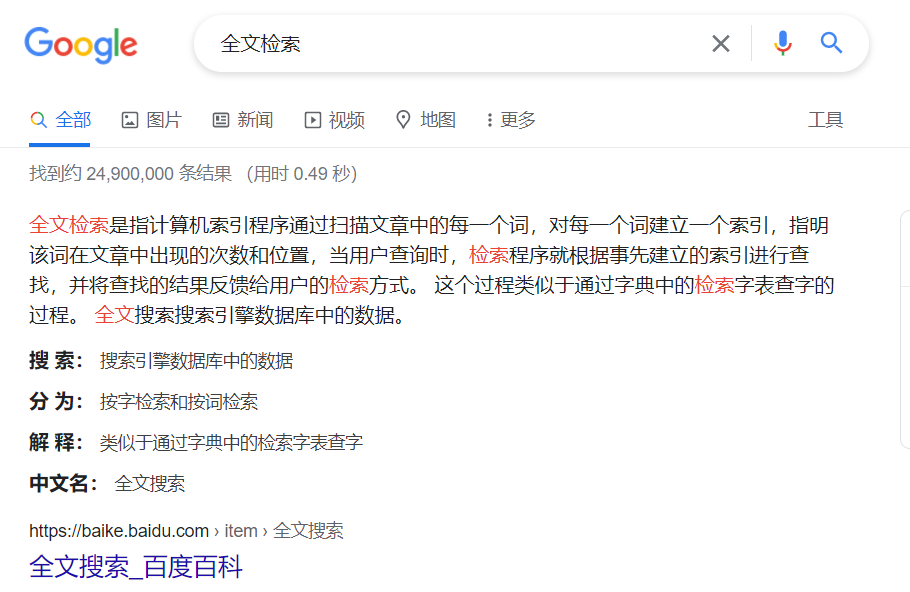 Google
全文检索
全部 图片 新闻 视频 地图 更多 工具
找到约 24,900,000 条结果 （用时 0.49 秒）
全文检索是指计算机索引程序通过扫描文章中的每一个词，对每一个词建立一个索引，指明
该词在文章中出现的次数和位置，当用户查询时，检索程序就根据事先建立的索引进行查
找，并将查找的结果反馈给用户的检索方式。 这个过程类似于通过字典中的检索字表查字的
过程。 全文搜索搜索引擎数据库中的数据。
搜 索： 搜索引擎数据库中的数据
分 为： 按字检索和按词检索
解 释： 类似于通过字典中的检索字表查字
中文名： 全文搜索
https://baike.baidu.com › item › 全文搜索
全文搜索_百度百科